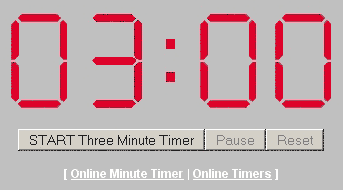 03:00
START Three Minute Timer Pause Reset
[ Online Minute Timer | Online Timers ]